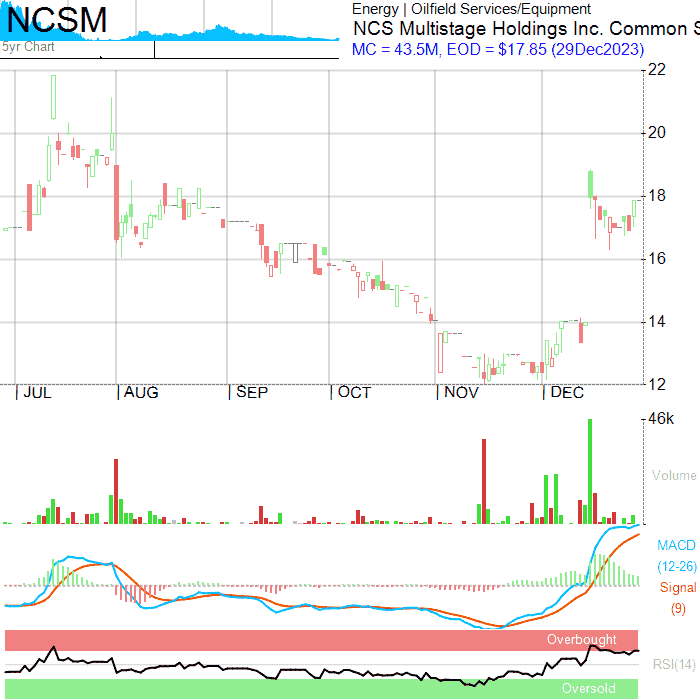 NCSM
5yr Chart
Energy | Oilfield Services/Equipment
NCS Multistage Holdings Inc. Common S
MC = 43.5M, EOD = $17.85 (29Dec2023)
22
20
18
16
14
12
JUL AUG SEP OCT NOV DEC
46k
Volume
MACD
(12-26)
Signal
(9)
Overbought
RSI(14)
Oversold